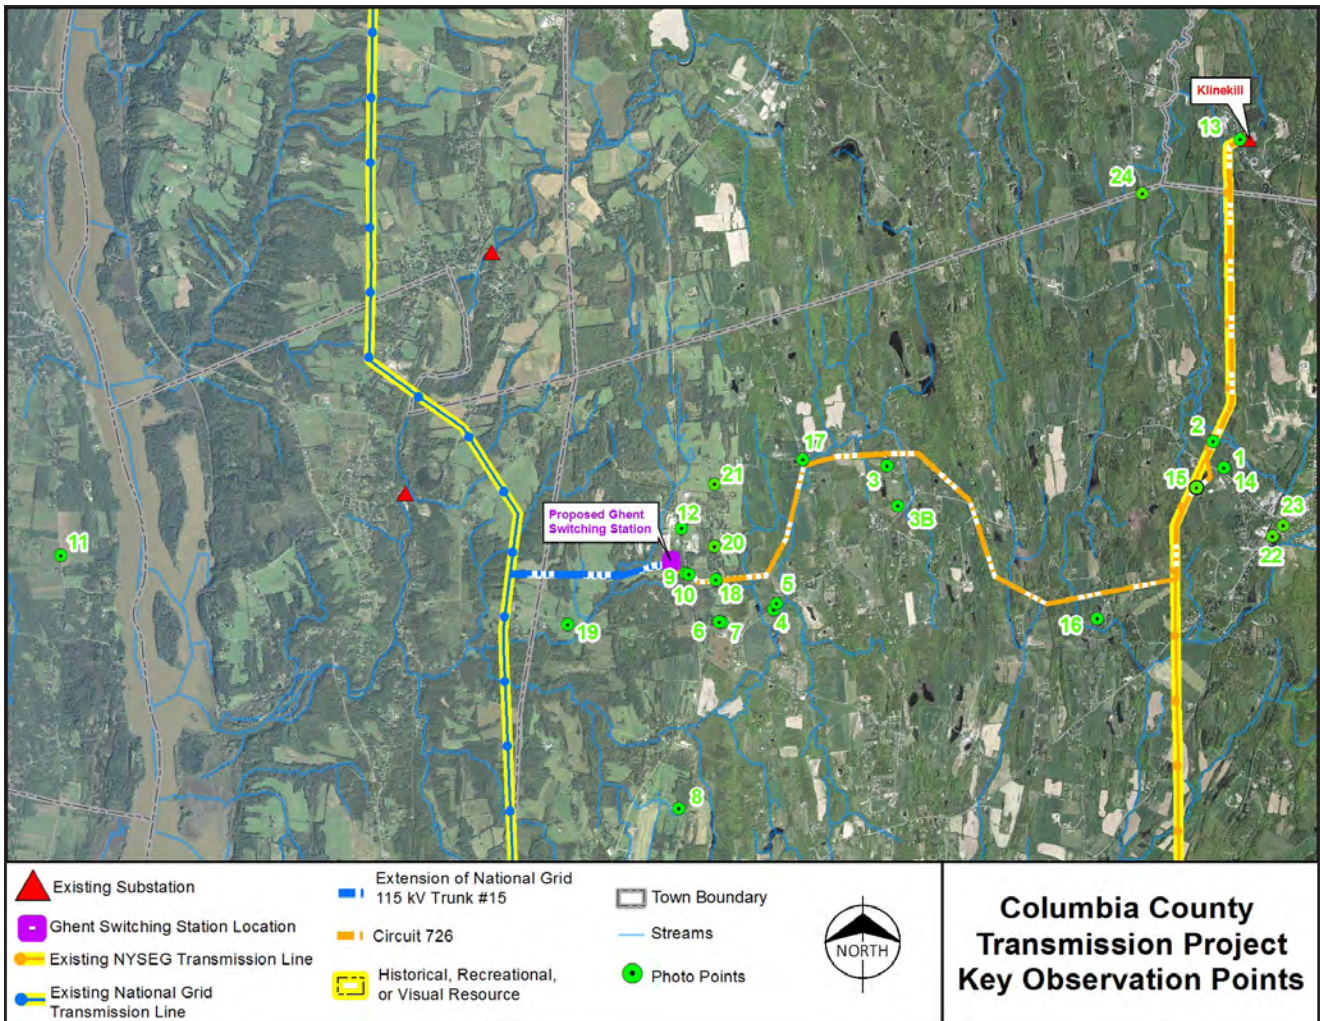 Klinekill
13
24
2
1
17
3
15
14
21
23
3B
12
22
Proposed Ghent
Switching Station
11
20
9
10
18
5
4
16
19
6
7
8
Existing Substation
Ghent Switching Station Location
Existing NYSEG Transmission Line
Existing National Grid
Transmission Line
Extension of National Grid
115 kV Trunk #15
Circuit 726
Historical, Recreational,
or Visual Resource
Town Boundary
Streams
Photo Points
NORTH
Columbia County
Transmission Project
Key Observation Points